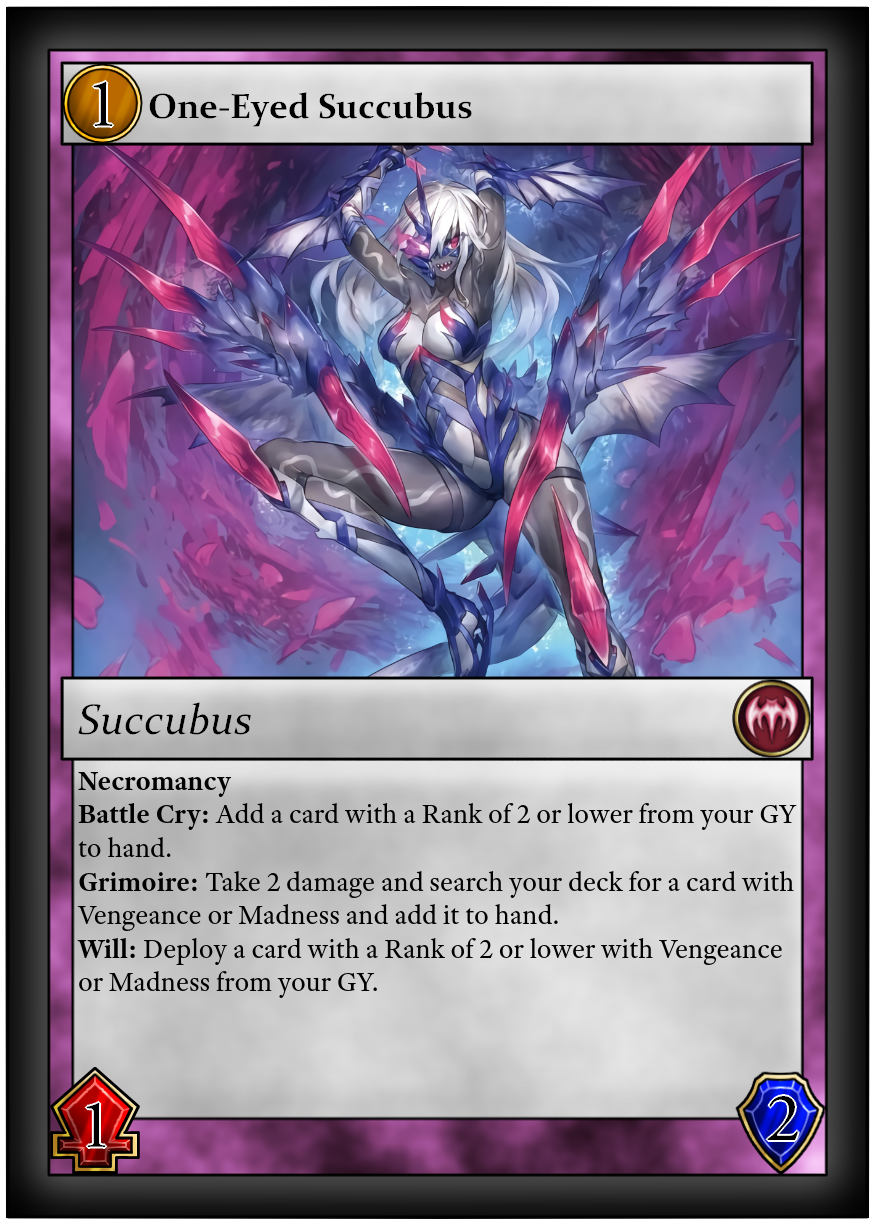 1
One-Eyed Succubus
Succubus
Necromancy
Battle Cry: Add a card with a Rank of 2 or lower from your GY
to hand.
Grimoire: Take 2 damage and search your deck for a card with
Vengeance or Madness and add it to hand.
Will: Deploy a card with a Rank of 2 or lower with Vengeance
or Madness from your GY.
1
2